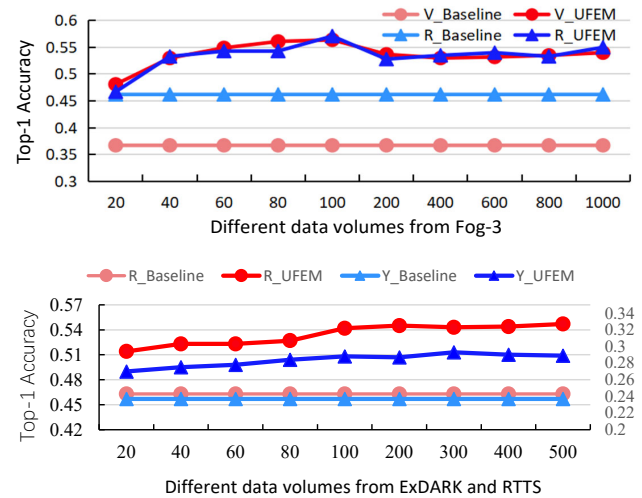 V_Baseline V_UFEM
R_Baseline R_UFEM
0.6
0.55
0.5
0.45
0.4
0.35
0.3
Top-1 Accuracy
20 40 60 80 100 200 400 600 800 1000
Different data volumes from Fog-3
R_Baseline R_UFEM Y_Baseline Y_UFEM
0.57
0.54
0.51
0.48
0.45
0.42
Top-1 Accuracy
0.34
0.32
0.3
0.28
0.26
0.24
0.22
0.2
20 40 60 80 100 200 300 400 500
Different data volumes from ExDARK and RTTS